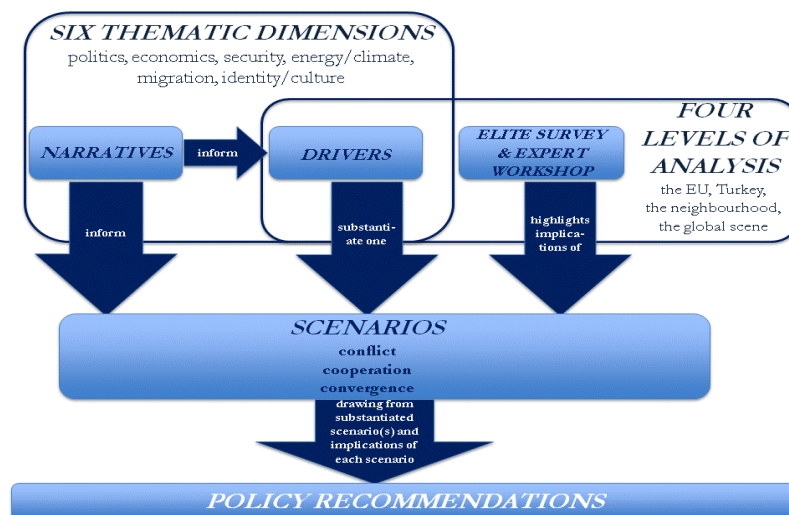 SIX THEMATIC DIMENSIONS
politics, economics, security, energy/climate,
migration, identity/culture
FOUR
LEVELS OF
ANALYSIS
the EU, Turkey,
the neighbourhood,
the global scene
NARRATIVES
inform
DRIVERS
ELITE SURVEY
& EXPERT
WORKSHOP
inform
substanti-
ate one
highlights
implica-
tions of
SCENARIOS
conflict
cooperation
convergence
drawing from
substantiated
scenario(s) and
implications of
each scenario
POLICY RECOMMENDATIONS